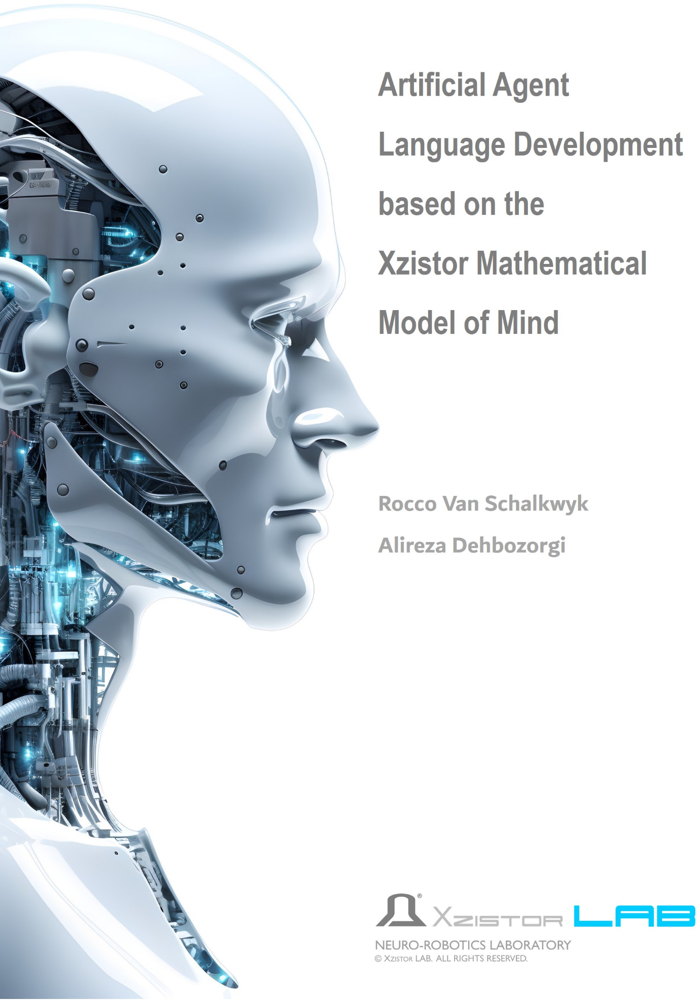 Artificial Agent
Language Development
based on the
Xzistor Mathematical
Model of Mind
Rocco Van Schalkwyk
Alireza Dehbozorgi
®
XZISTOR LAB
NEURO-ROBOTICS LABORATORY
© XZISTOR LAB. ALL RIGHTS RESERVED.